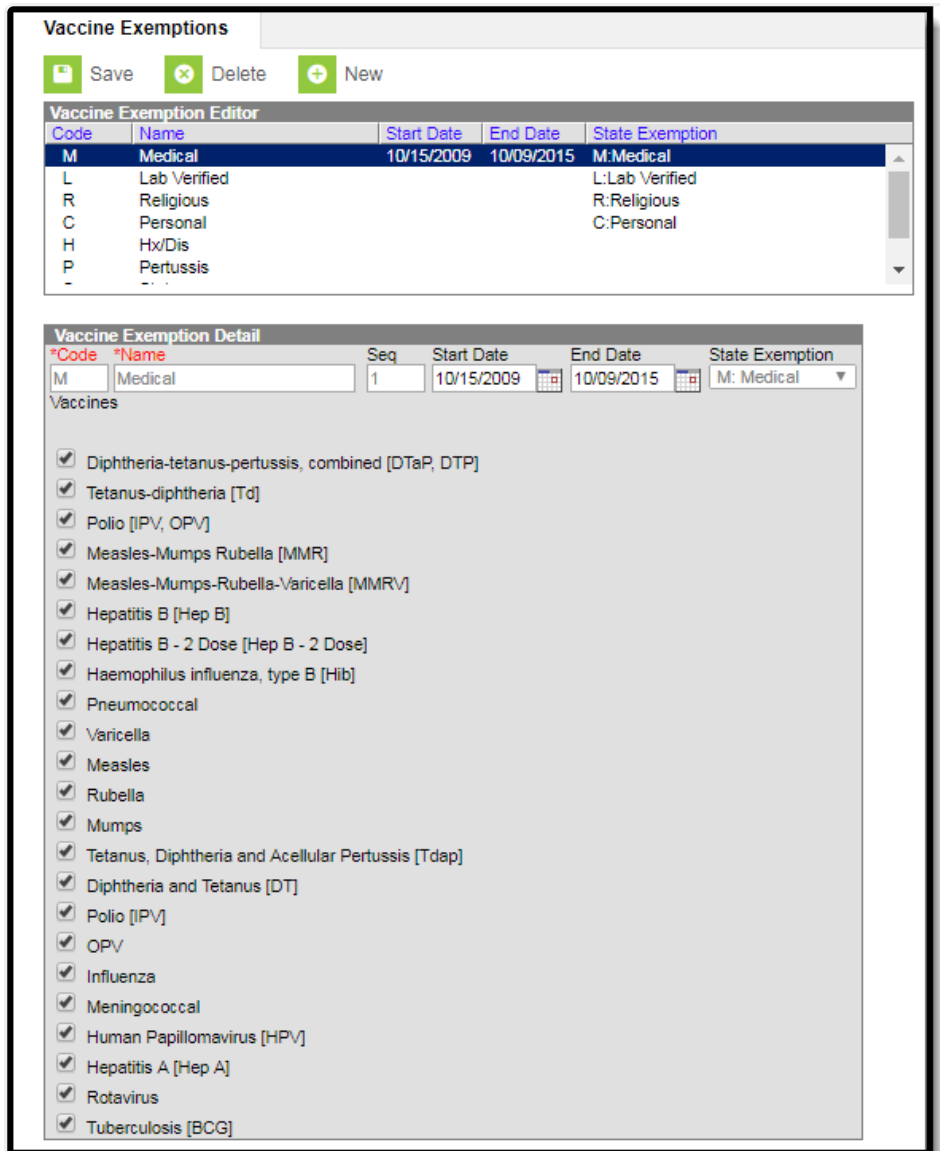 Vaccine Exemptions
Save Delete New
Vaccine Exemption Editor
Code Name Start Date End Date State Exemption
M Medical 10/15/2009 10/09/2015 M:Medical
L Lab Verified L:Lab Verified
R Religious R:Religious
C Personal C:Personal
H Hx/Dis
P Pertussis
Vaccine Exemption Detail
*Code *Name Seq Start Date End Date State Exemption
M Medical 1 10/15/2009 10/09/2015 M: Medical
Vaccines
Diphtheria-tetanus-pertussis, combined [DTaP, DTP]
Tetanus-diphtheria [Td]
Polio [IPV, OPV]
Measles-Mumps Rubella [MMR]
Measles-Mumps-Rubella-Varicella [MMRV]
Hepatitis B [Hep B]
Hepatitis B - 2 Dose [Hep B - 2 Dose]
Haemophilus influenza, type B [Hib]
Pneumococcal
Varicella
Measles
Rubella
Mumps
Tetanus, Diphtheria and Acellular Pertussis [Tdap]
Diphtheria and Tetanus [DT]
Polio [IPV]
OPV
Influenza
Meningococcal
Human Papillomavirus [HPV]
Hepatitis A [Hep A]
Rotavirus
Tuberculosis [BCG]